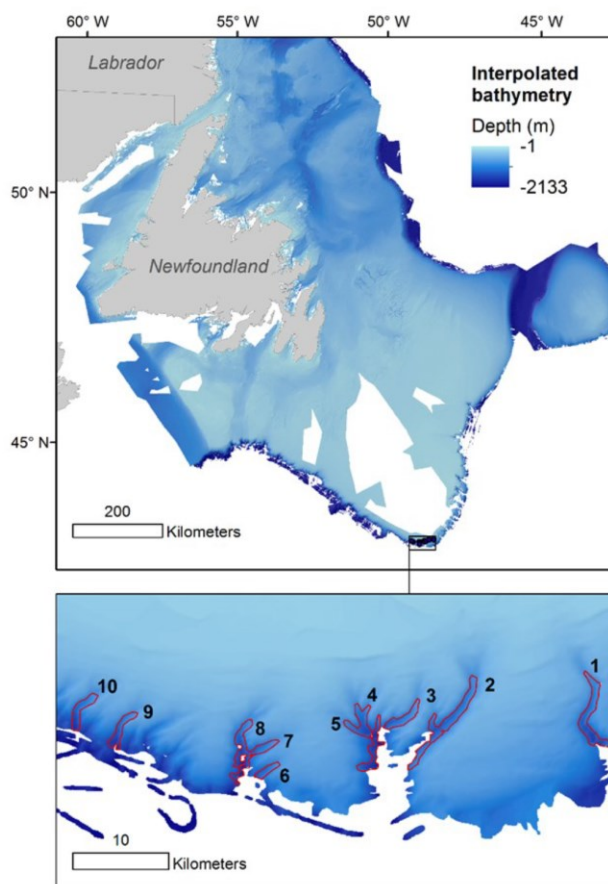 60° W
55° W
50° W
45° W
Labrador
Interpolated
bathymetry
Depth (m)
-1
-2133
50° N
Newfoundland
45° N
200
Kilometers
1
2
3
4
5
10
9
8
7
6
10
Kilometers